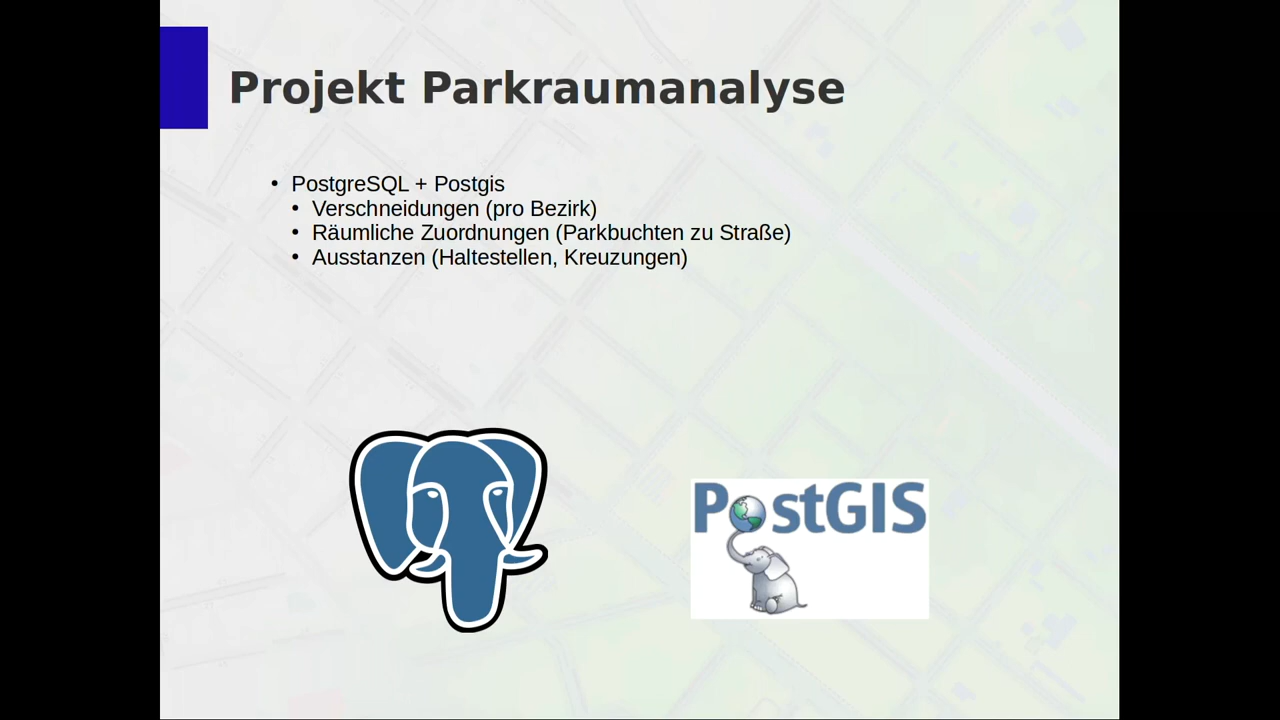 Projekt Parkraumanalyse
• PostgreSQL + Postgis
• Verschneidungen (pro Bezirk)
• Räumliche Zuordnungen (Parkbuchten zu Straße)
• Ausstanzen (Haltestellen, Kreuzungen)
PostGIS